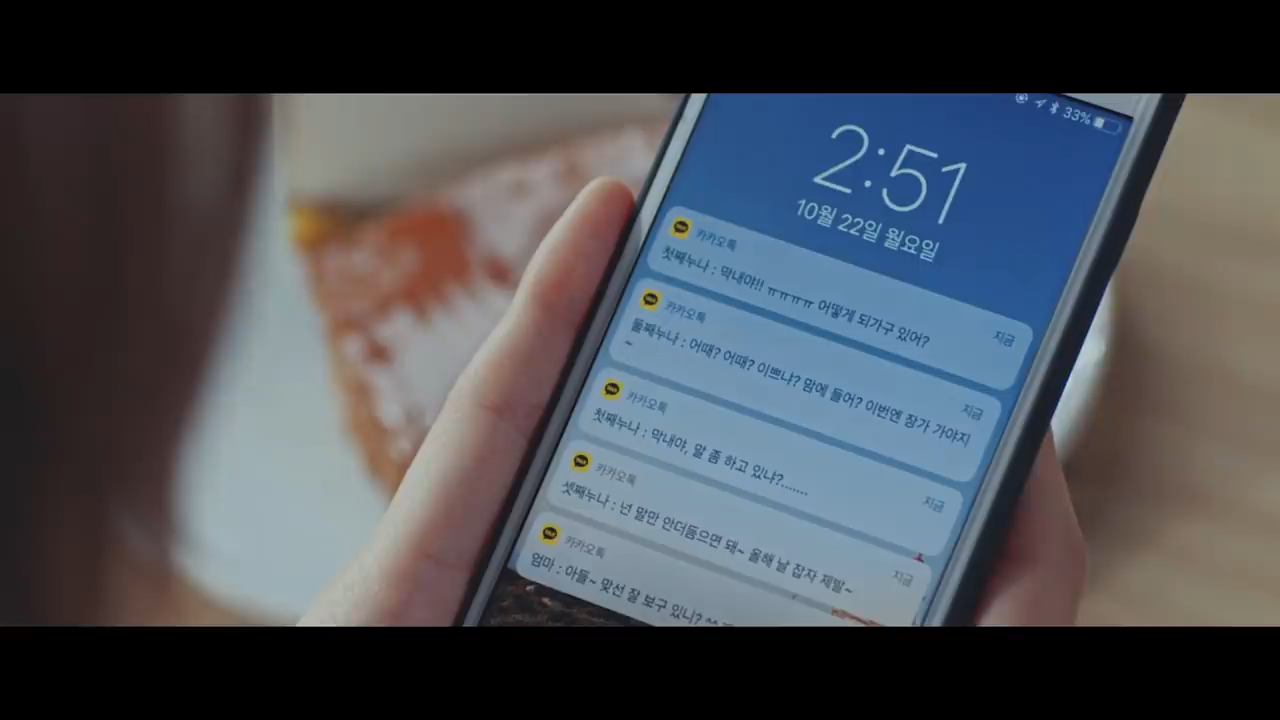 33%
2:51
10월 22일 월요일
카카오톡
지금
첫째누나 : 막내야!! ㅠㅠㅠㅠ 어떻게 되가구 있어?
카카오톡
지금
둘째누나 : 어때? 어때? 이쁘냐? 맘에 들어? 이번엔 장가 가야지
~
카카오톡
지금
첫째누나 : 막내야, 말 좀 하고 있냐?.......
카카오톡
지금
셋째누나 : 넌 말만 안더듬으면 돼~ 올해 날 잡자 제발~
카카오톡
지금
엄마 : 아들~ 맞선 잘 보구 있니? ^^